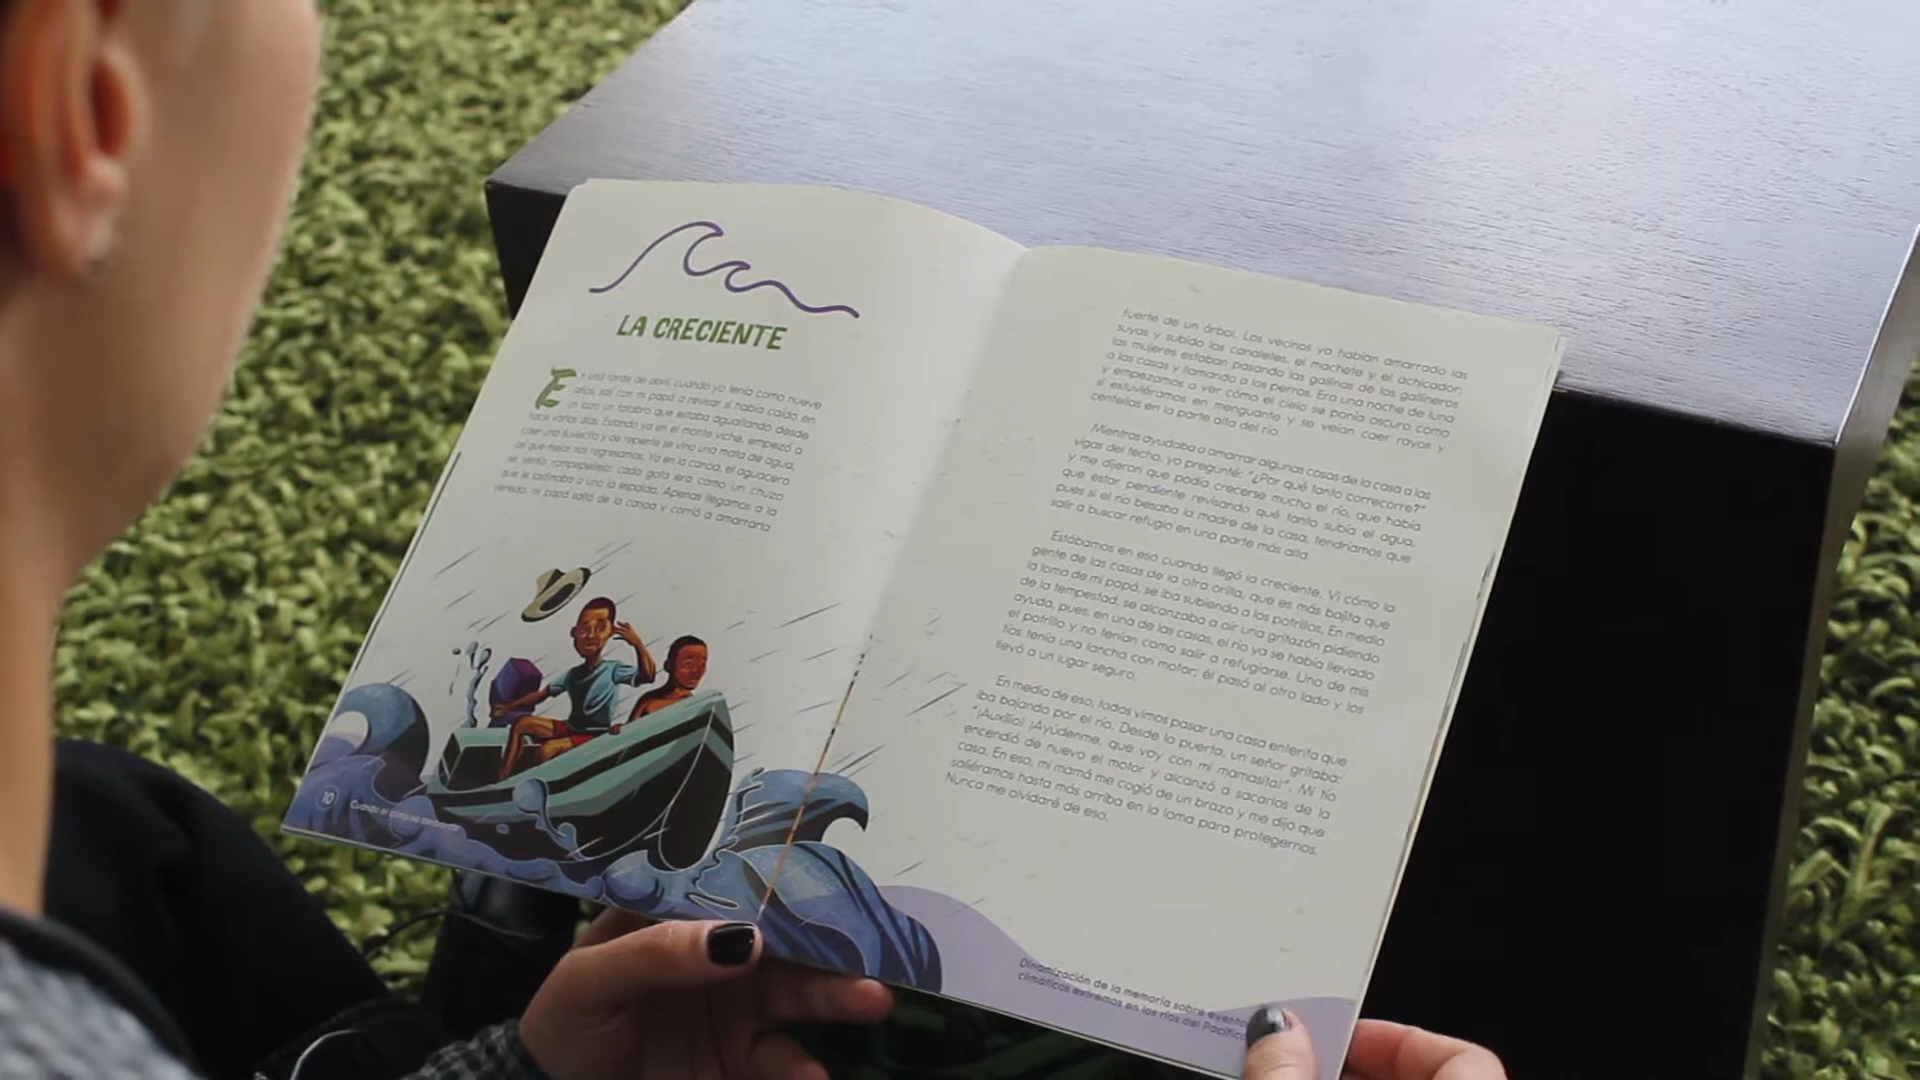 LA CRECIENTE
En una tarde de abril, cuando yo tenía como nueve
años, salí con mi papá a revisar si había caído en
un lazo un tatabro que estaba aguaitando desde
hace varios días. Estando ya en el monte viche, empezó a
caer una lluviecita y de repente se vino una mata de agua,
así que mejor nos regresamos. Ya en la canoa, el aguacero
se sentía rompepellejo: cada gota era como un chuzo
que le lastimaba a uno la espalda. Apenas llegamos a la
vereda, mi papá saltó de la canoa y corrió a amarrarla
10
Cuando el clima se desborda
fuerte de un árbol. Los vecinos ya habían amarrado las
suyas y subido los canaletes, el machete y el achicador;
las mujeres estaban pasando las gallinas de los gallineros
a las casas y llamando a los perros. Era una noche de luna
y empezamos a ver cómo el cielo se ponía oscuro como
si estuviéramos en menguante y se veían caer rayos y
centellas en la parte alta del río.
Mientras ayudaba a amarrar algunas cosas de la casa a las
vigas del techo, yo pregunté: "¿Por qué tanto correcorre?"
y me dijeron que podía crecerse mucho el río, que había
que estar pendiente revisando qué tanto subía el agua,
pues si el río besaba la madre de la casa, tendríamos que
salir a buscar refugio en una parte más alta.
Estábamos en eso cuando llegó la creciente. Vi cómo la
gente de las casas de la otra orilla, que es más bajita que
la loma de mi papá, se iba subiendo a los potrillos. En medio
de la tempestad, se alcanzaba a oír una gritazón pidiendo
ayuda, pues, en una de las casas, el río ya se había llevado
el potrillo y no tenían como salir a refugiarse. Uno de mis
tíos tenía una lancha con motor; él pasó al otro lado y los
llevó a un lugar seguro.
En medio de eso, todos vimos pasar una casa enterita que
iba bajando por el río. Desde la puerta, un señor gritaba:
"¡Auxilio! ¡Ayúdenme, que voy con mi mamasita!". Mi tío
encendió de nuevo el motor y alcanzó a sacarlos de la
casa. En eso, mi mamá me cogió de un brazo y me dijo que
saliéramos hasta más arriba en la loma para protegernos.
Nunca me olvidaré de eso.
Dinamización de la memoria sobre evento
climáticos extremos en los ríos del Pacífico